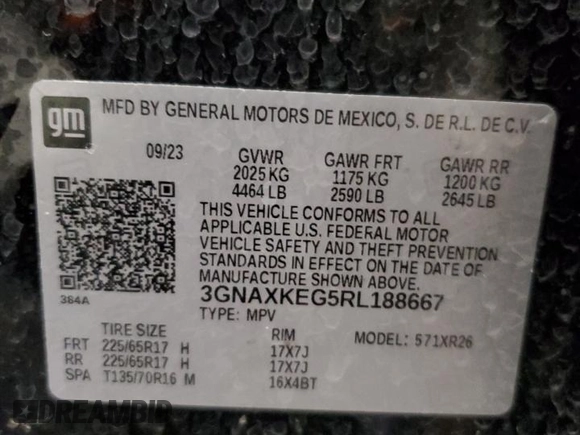 gm
MFD BY GENERAL MOTORS DE MEXICO, S. DE R.L. DE C.V.
09/23 GVWR GAWR FRT GAWR RR
2025 KG 1175 KG 1200 KG
4464 LB 2590 LB 2645 LB
THIS VEHICLE CONFORMS TO ALL
APPLICABLE U.S. FEDERAL MOTOR
VEHICLE SAFETY AND THEFT PREVENTION
STANDARDS IN EFFECT ON THE DATE OF
MANUFACTURE SHOWN ABOVE.
384A
3GNAXKEG5RL188667
TYPE: MPV MODEL: 571XR26
TIRE SIZE RIM
FRT 225/65R17 H 17X7J
RR 225/65R17 H 17X7J
SPA T135/70R16 M 16X4BT
DREAMBID